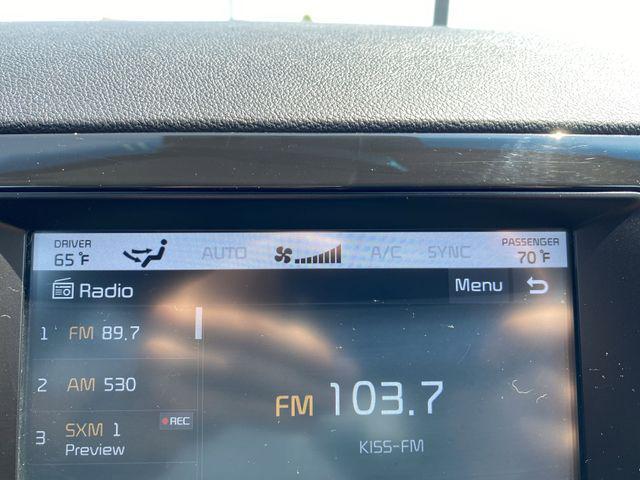 DRIVER PASSENGER
65 °F AUTO A/C SYNC 70 °F
Radio Menu
1 FM 89.7
2 AM 530
FM 103.7
3 SXM 1 REC
Preview
KISS-FM